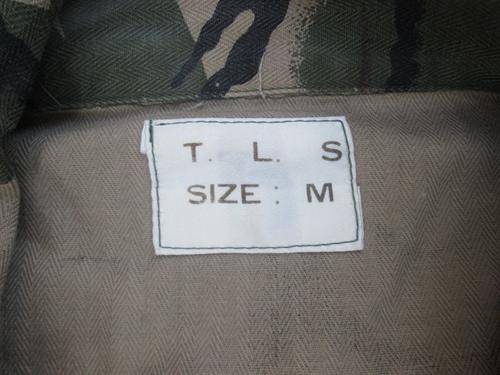 T. L. S
SIZE : M